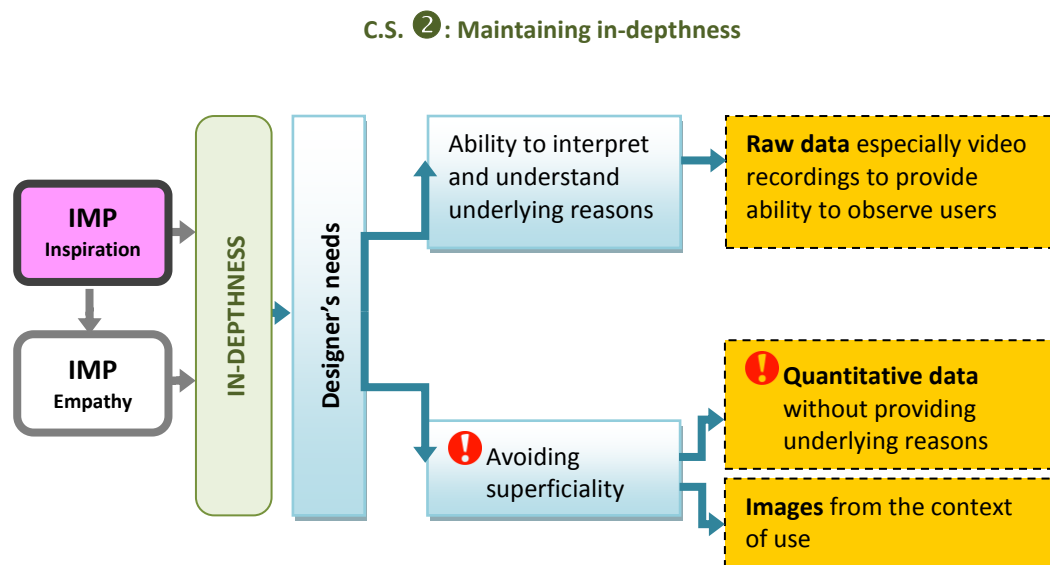 C.S. ❷: Maintaining in-depthness
IMP
Inspiration
IMP
Empathy
IN-DEPTHNESS
Designer's needs
Ability to interpret
and understand
underlying reasons
Raw data especially video
recordings to provide
ability to observe users
! Avoiding
superficiality
! Quantitative data
without providing
underlying reasons
Images from the context
of use